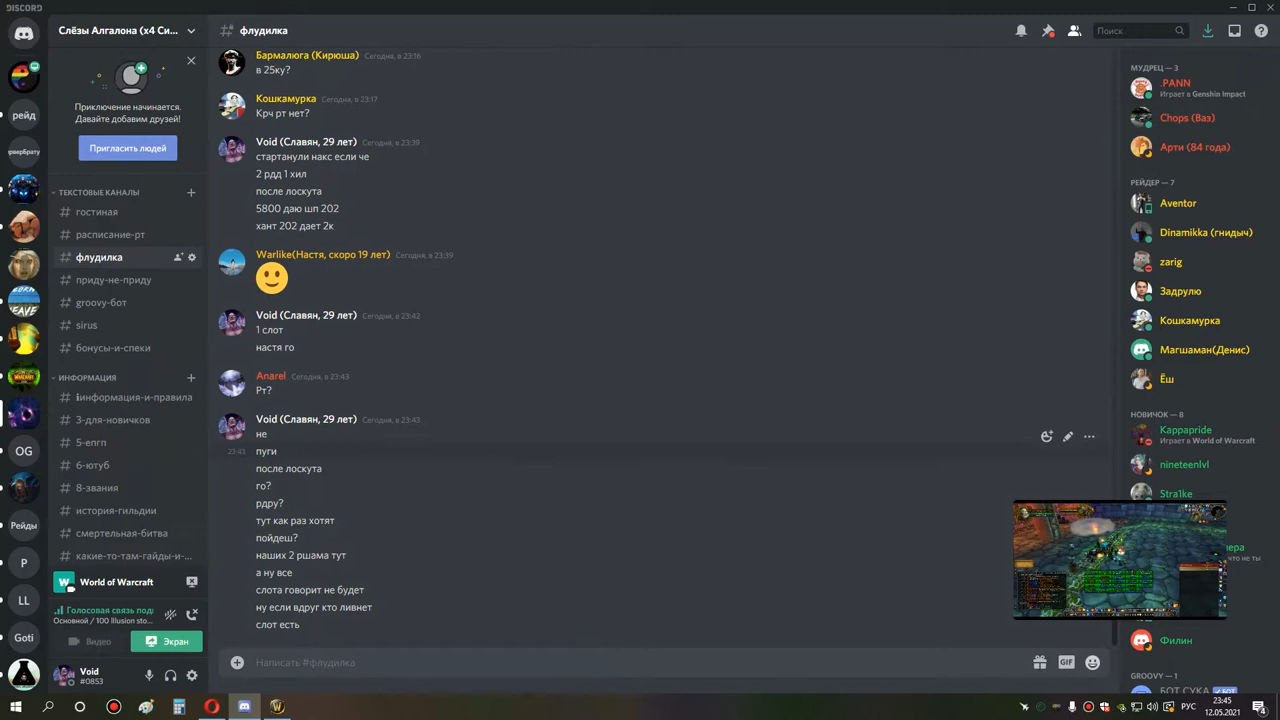 DISCORD
Слёзы Алгалона (x4 Си...
флудилка
Поиск
Приключение начинается.
Давайте добавим друзей!
Пригласить людей
рейд
ТЕКСТОВЫЕ КАНАЛЫ
гостиная
расписание-рт
флудилка
приду-не-приду
groovy-бот
sirus
бонусы-и-спеки
ИНФОРМАЦИЯ
1информация-и-правила
3-для-новичков
5-епгп
6-ютуб
8-звания
история-гильдии
смертельная-битва
какие-то-там-гайды-и-...
OG
Рейды
P
LL
Goti
World of Warcraft
Голосовая связь под
Основной / 100 Illusion sto
Видео
Экран
Void
#0853
Бармалюга (Кирюша) Сегодня, в 23:16
в 25ку?
Кошкамурка Сегодня, в 23:17
Крч рт нет?
Void (Славян, 29 лет) Сегодня, в 23:39
стартанули накс если че
2 рдд 1 хил
после лоскута
5800 даю шп 202
хант 202 дает 2к
Warlike(Настя, скоро 19 лет) Сегодня, в 23:39
Void (Славян, 29 лет) Сегодня, в 23:42
1 слот
настя го
Anarel Сегодня, в 23:43
Рт?
Void (Славян, 29 лет) Сегодня, в 23:43
не
23:43 пуги
после лоскута
го?
рдру?
тут как раз хотят
пойдеш?
наших 2 ршама тут
а ну все
слота говорит не будет
ну если вдруг кто ливнет
слот есть
Написать #флудилка
GIF
МУДРЕЦ — 3
.PANN
Играет в Genshin Impact
Chops (Ваз)
Арти (84 года)
РЕЙДЕР — 7
Aventor
Dinamikka (гнидыч)
zarig
Задрулю
Кошкамурка
Магшаман(Денис)
Ёш
НОВИЧОК — 8
Kappapride
Играет в World of Warcraft
nineteenlvl
Stra1ke
Филин
GROOVY — 1
БОТ СУКА БОТ
РУС
23:45
12.05.2021
4